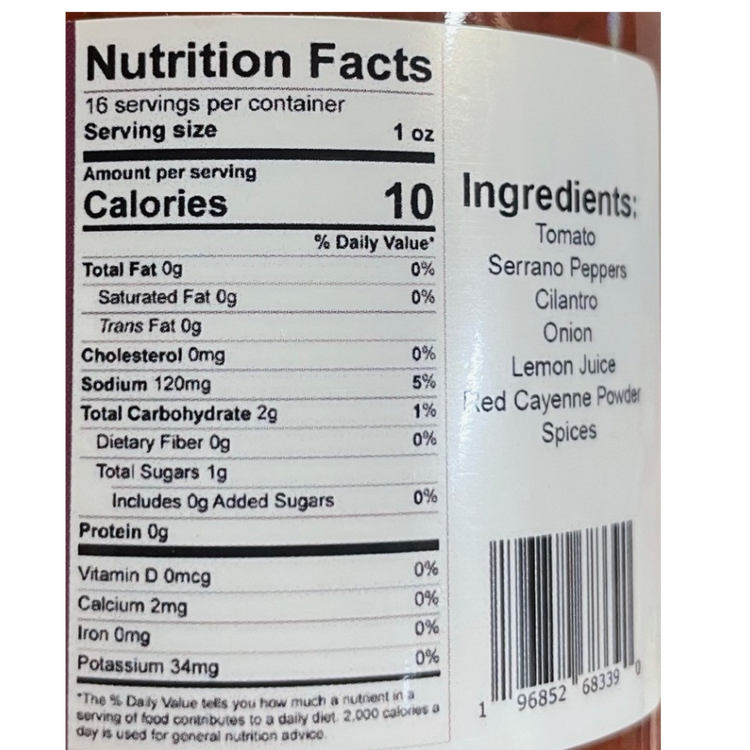 Nutrition Facts
16 servings per container
Serving size 1 oz
Amount per serving
Calories 10
% Daily Value*
Total Fat 0g 0%
Saturated Fat 0g 0%
Trans Fat 0g
Cholesterol 0mg 0%
Sodium 120mg 5%
Total Carbohydrate 2g 1%
Dietary Fiber 0g 0%
Total Sugars 1g
Includes 0g Added Sugars 0%
Protein 0g
Vitamin D 0mcg 0%
Calcium 2mg 0%
Iron 0mg 0%
Potassium 34mg 0%
*The % Daily Value tells you how much a nutrient in a
serving of food contributes to a daily diet. 2,000 calories a
day is used for general nutrition advice.
Ingredients:
Tomato
Serrano Peppers
Cilantro
Onion
Lemon Juice
Red Cayenne Powder
Spices
1 96852 68339 0